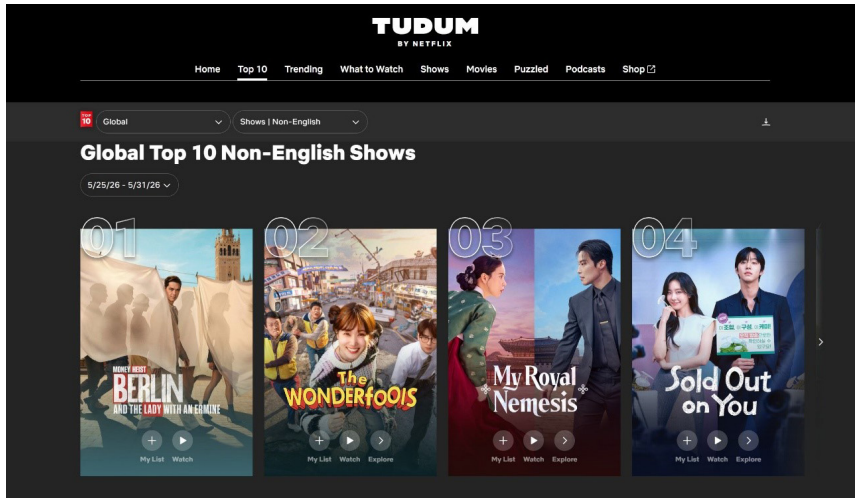 TUDUM
BY NETFLIX
Home Top 10 Trending What to Watch Shows Movies Puzzled Podcasts Shop
TOP 10 Global Shows | Non-English
Global Top 10 Non-English Shows
5/25/26 - 5/31/26
01 02 03 04
MONEY HEIST
BERLIN
AND THE LADY WITH AN ERMINE
My List Watch
The
WONDERfooLS
My List Watch Explore
My Royal
Nemesis
My List Watch Explore
Sold Out
on You
My List Watch Explore